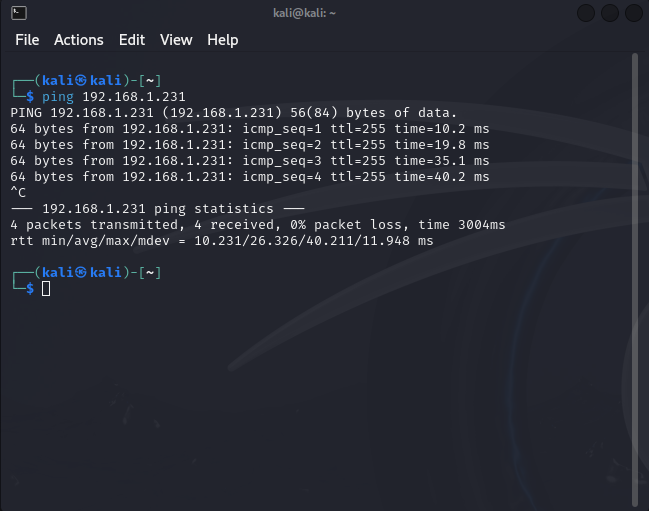 kali@kali: ~
File Actions Edit View Help
┌──(kali㉿kali)-[~]
└─$ ping 192.168.1.231
PING 192.168.1.231 (192.168.1.231) 56(84) bytes of data.
64 bytes from 192.168.1.231: icmp_seq=1 ttl=255 time=10.2 ms
64 bytes from 192.168.1.231: icmp_seq=2 ttl=255 time=19.8 ms
64 bytes from 192.168.1.231: icmp_seq=3 ttl=255 time=35.1 ms
64 bytes from 192.168.1.231: icmp_seq=4 ttl=255 time=40.2 ms
^C
--- 192.168.1.231 ping statistics ---
4 packets transmitted, 4 received, 0% packet loss, time 3004ms
rtt min/avg/max/mdev = 10.231/26.326/40.211/11.948 ms
┌──(kali㉿kali)-[~]
└─$